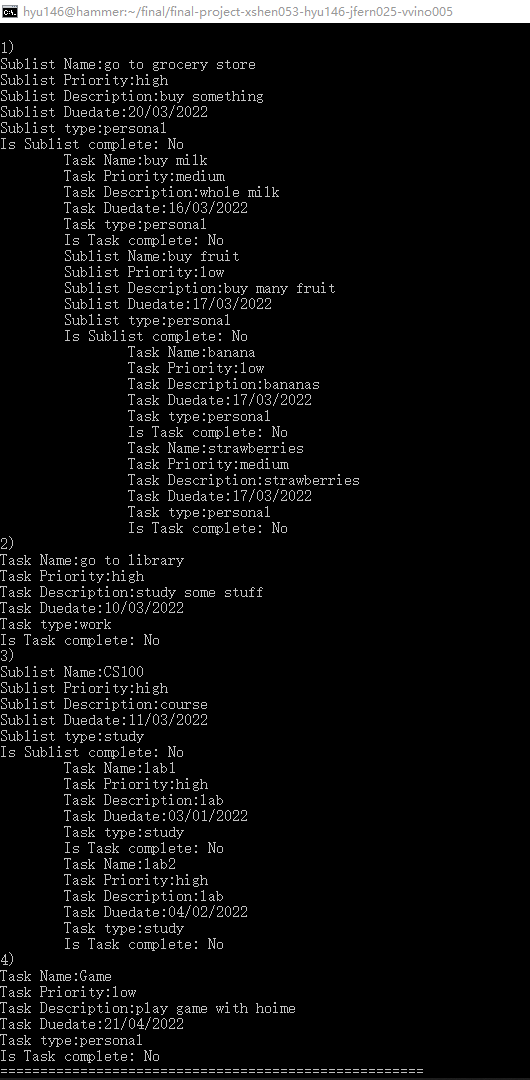 hyu146@hammer:~/final/final-project-xshen053-hyu146-jfern025-vvino005
1)
Sublist Name:go to grocery store
Sublist Priority:high
Sublist Description:buy something
Sublist Duedate:20/03/2022
Sublist type:personal
Is Sublist complete: No
Task Name:buy milk
Task Priority:medium
Task Description:whole milk
Task Duedate:16/03/2022
Task type:personal
Is Task complete: No
Sublist Name:buy fruit
Sublist Priority:low
Sublist Description:buy many fruit
Sublist Duedate:17/03/2022
Sublist type:personal
Is Sublist complete: No
Task Name:banana
Task Priority:low
Task Description:bananas
Task Duedate:17/03/2022
Task type:personal
Is Task complete: No
Task Name:strawberries
Task Priority:medium
Task Description:strawberries
Task Duedate:17/03/2022
Task type:personal
Is Task complete: No
2)
Task Name:go to library
Task Priority:high
Task Description:study some stuff
Task Duedate:10/03/2022
Task type:work
Is Task complete: No
3)
Sublist Name:CS100
Sublist Priority:high
Sublist Description:course
Sublist Duedate:11/03/2022
Sublist type:study
Is Sublist complete: No
Task Name:lab1
Task Priority:high
Task Description:lab
Task Duedate:03/01/2022
Task type:study
Is Task complete: No
Task Name:lab2
Task Priority:high
Task Description:lab
Task Duedate:04/02/2022
Task type:study
Is Task complete: No
4)
Task Name:Game
Task Priority:low
Task Description:play game with hoime
Task Duedate:21/04/2022
Task type:personal
Is Task complete: No
=====================================================